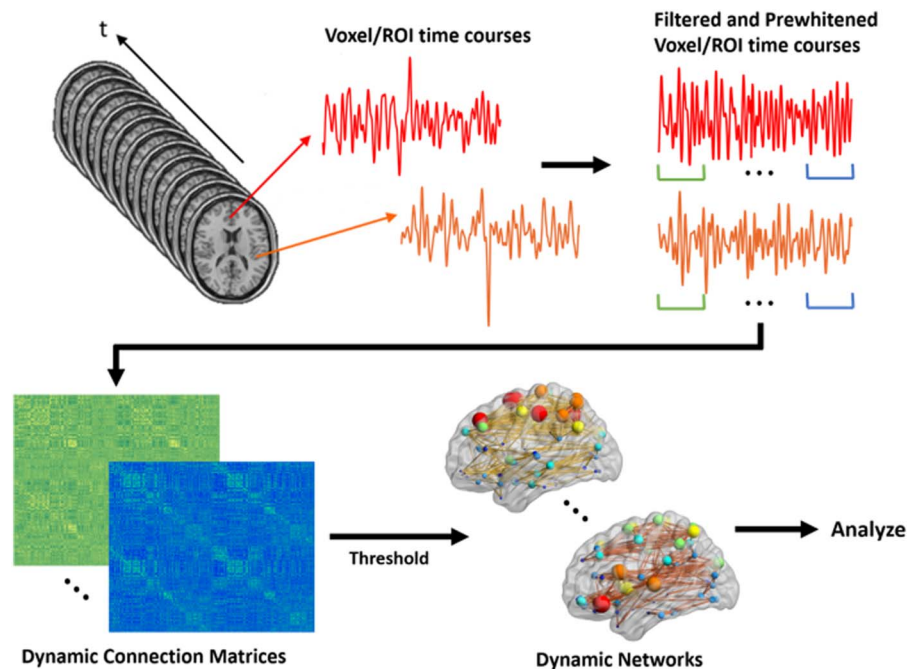 t
Voxel/ROI time courses
Filtered and Prewhitened
Voxel/ROI time courses
Threshold
Analyze
Dynamic Connection Matrices
Dynamic Networks